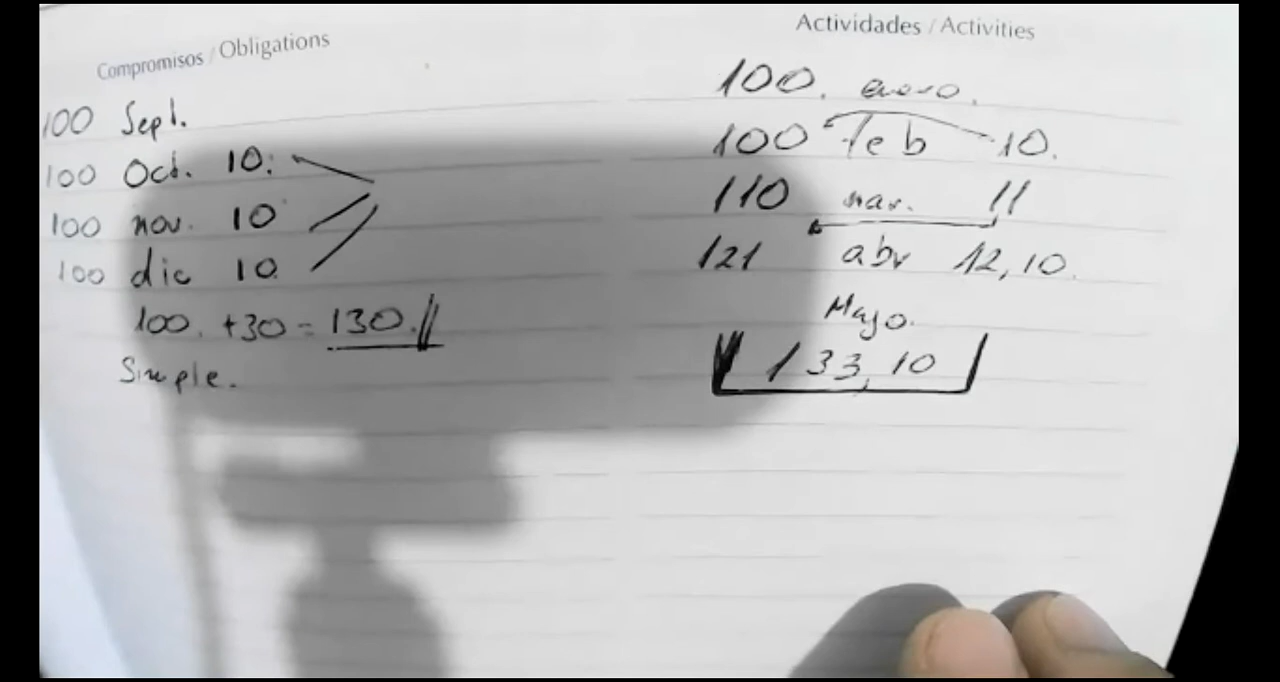 Compromisos / Obligations
100 Sept.
100 Oct. 10.
100 nov. 10
100 dic 10.
100. +30 = 130.//
Simple.
Actividades / Activities
100. enero.
100 feb 10.
110 mar. 11
121 abr 12,10.
Mayo.
133,10